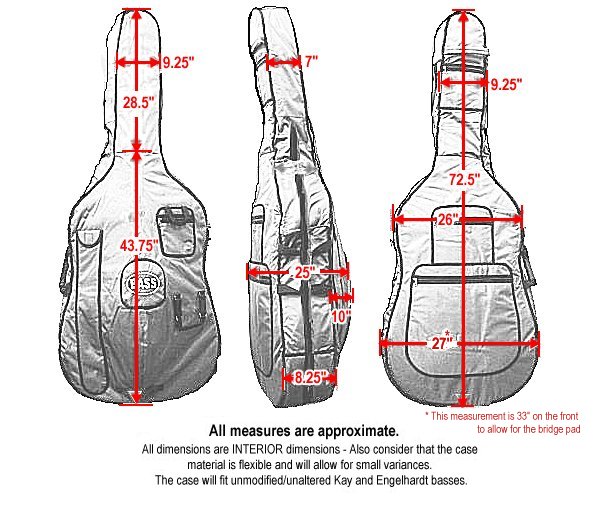 9.25"
28.5"
43.75"
BASS
7"
25"
10"
8.25"
9.25"
72.5"
26"
27"*
* This measurement is 33" on the front
to allow for the bridge pad
All measures are approximate.
All dimensions are INTERIOR dimensions - Also consider that the case
material is flexible and will allow for small variances.
The case will fit unmodified/unaltered Kay and Engelhardt basses.